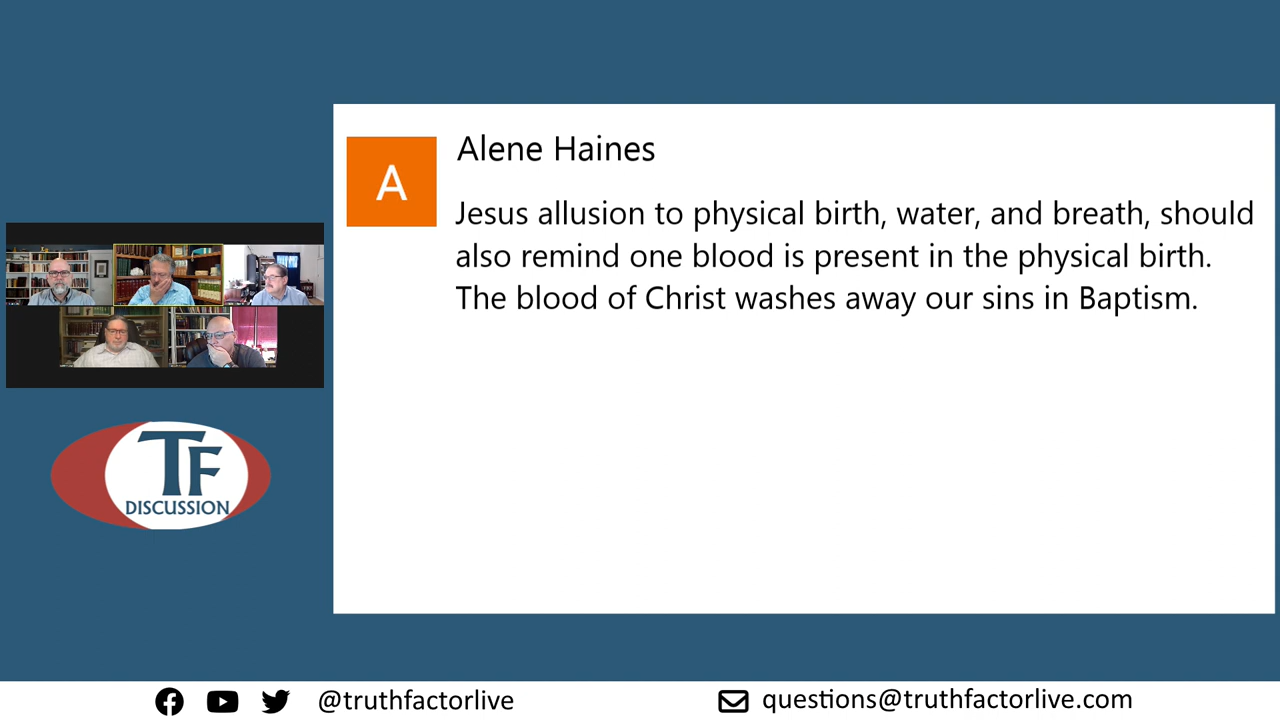 Alene Haines
A
Jesus allusion to physical birth, water, and breath, should
also remind one blood is present in the physical birth.
The blood of Christ washes away our sins in Baptism.
TF
DISCUSSION
@truthfactorlive
questions@truthfactorlive.com